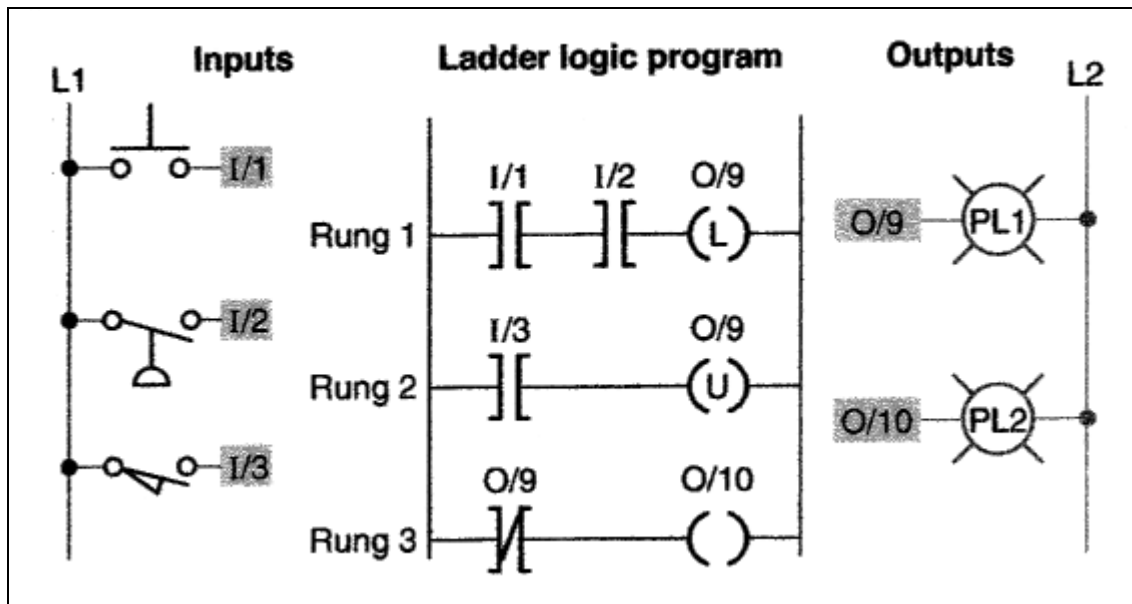 Inputs
Ladder logic program
Outputs
L1
L2
I/1
I/2
I/3
Rung 1
I/1
I/2
O/9
L
Rung 2
I/3
O/9
U
Rung 3
O/9
O/10
O/9
PL1
O/10
PL2